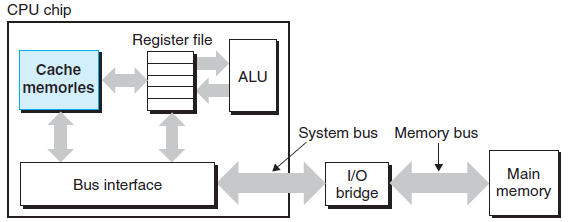 CPU chip
Register file
Cache
memories
ALU
System bus
Memory bus
Bus interface
I/O
bridge
Main
memory